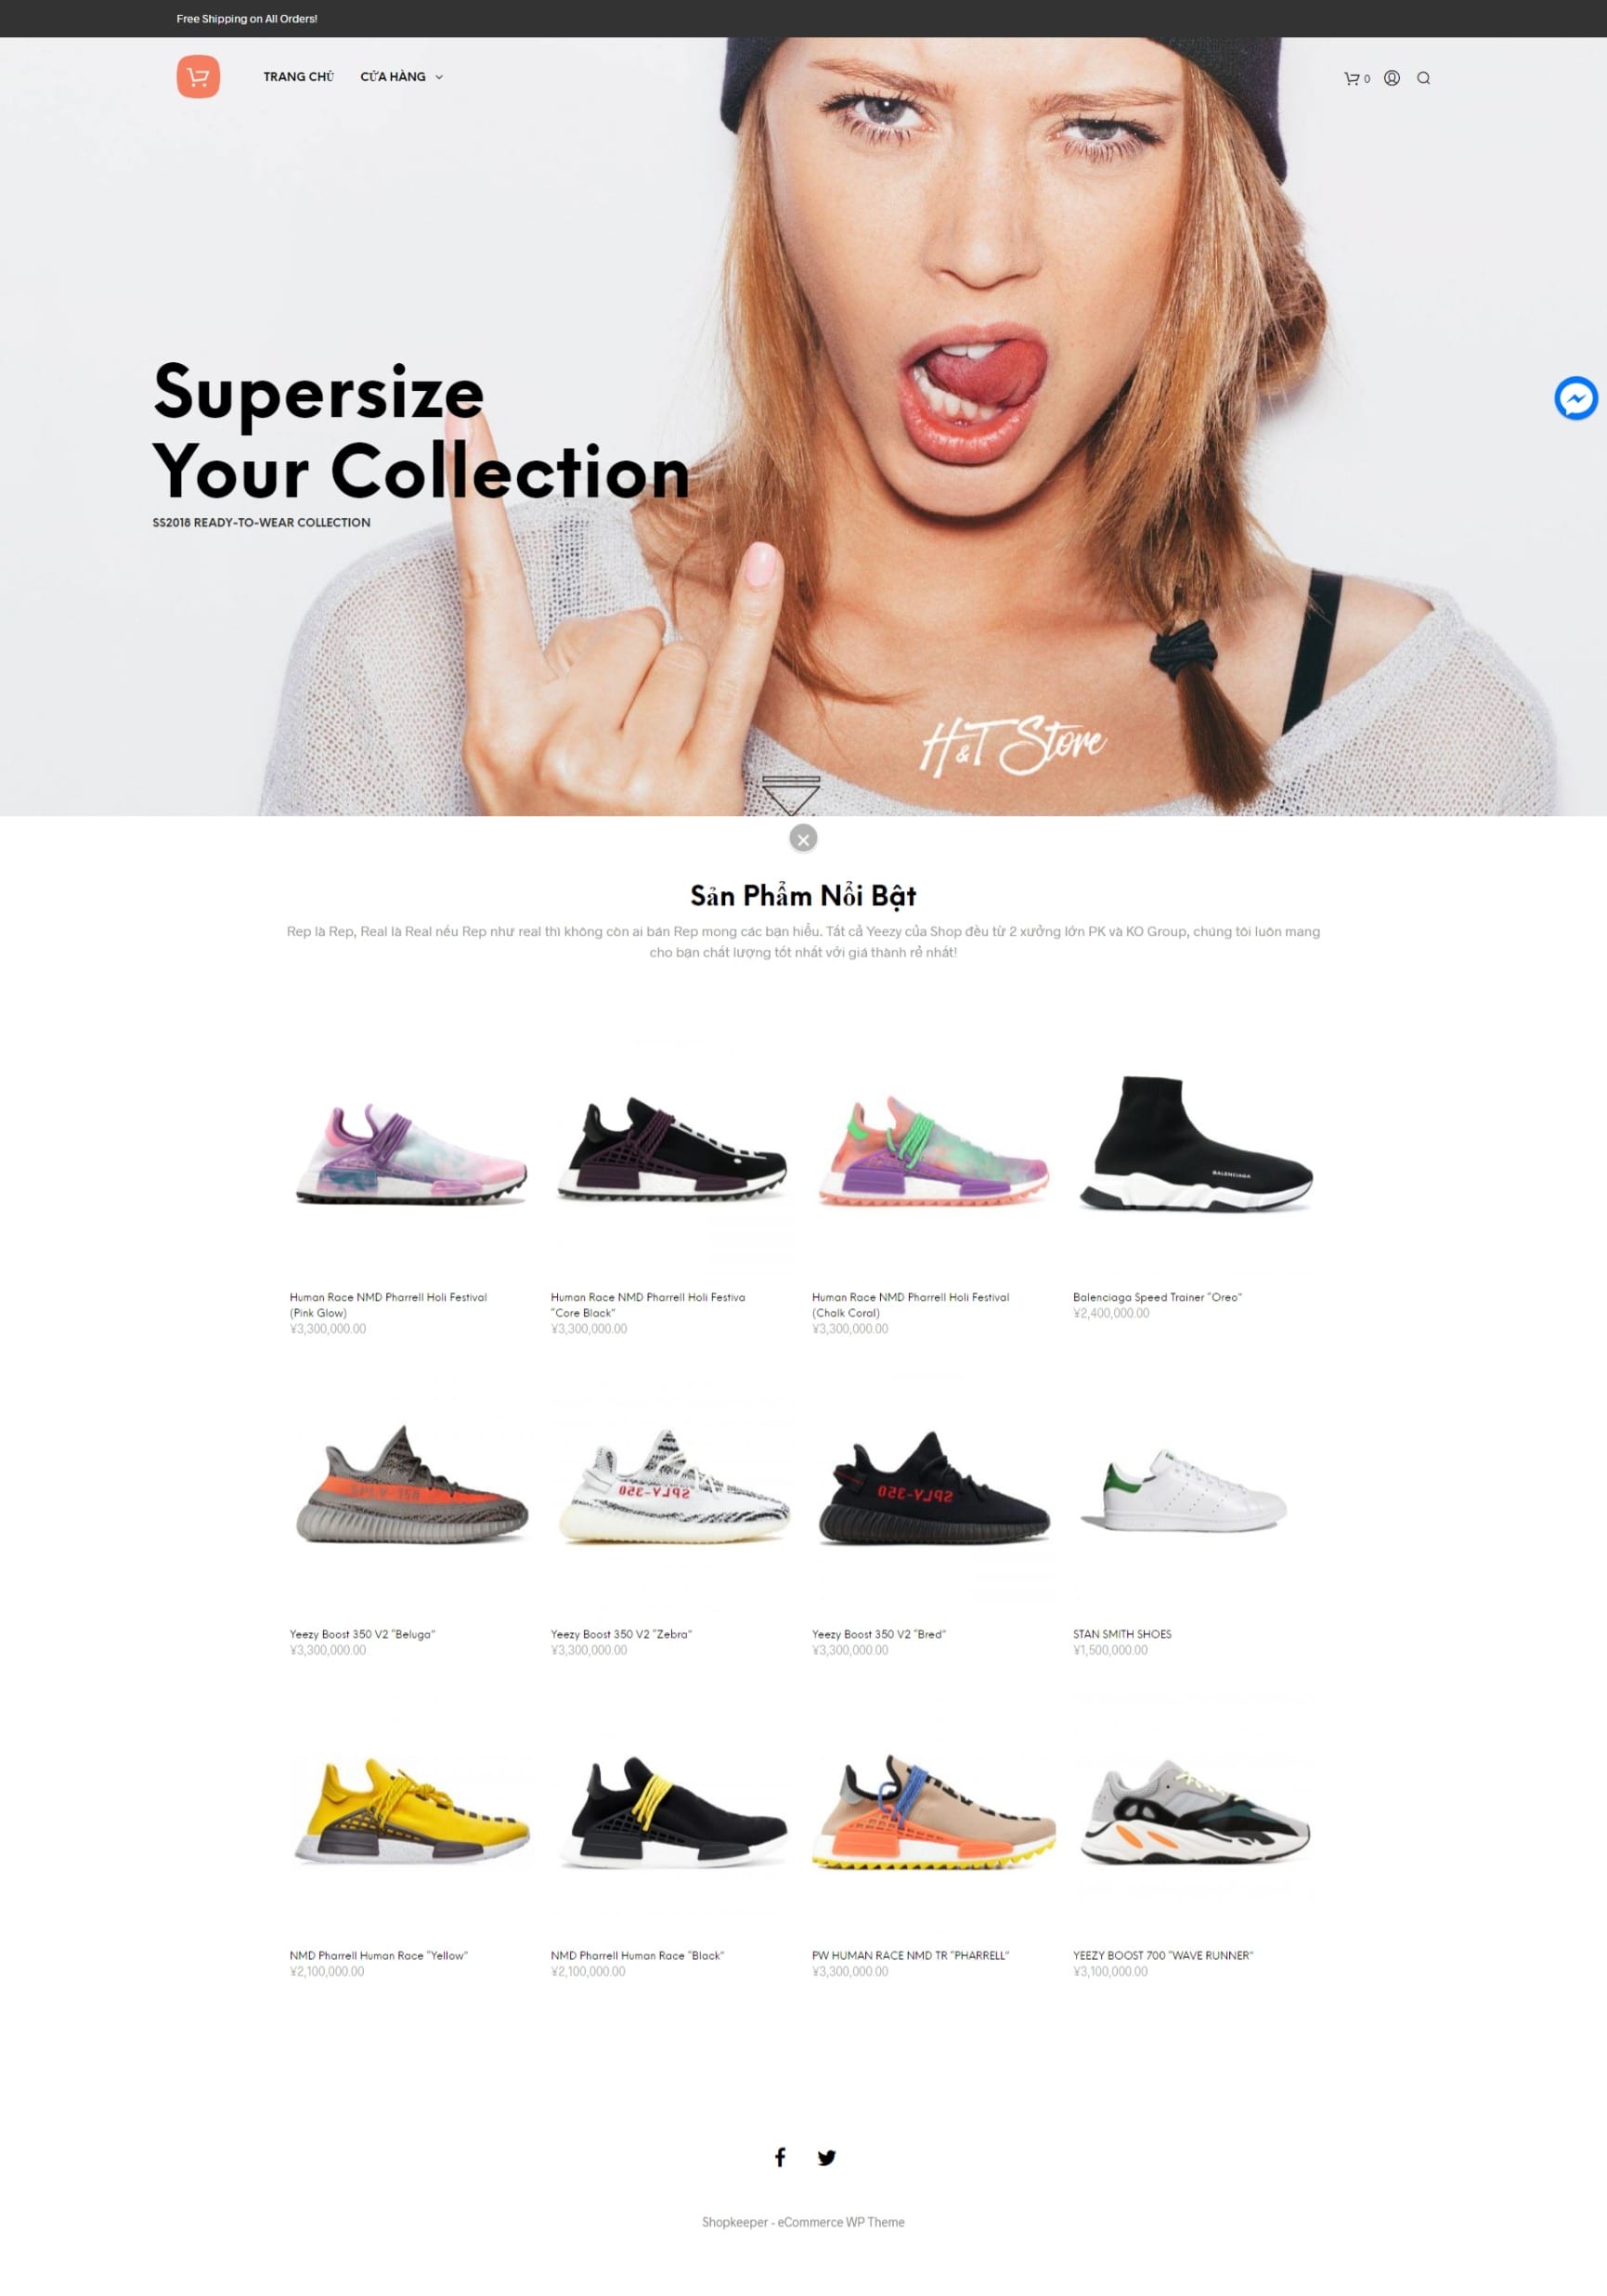 Free Shipping on All Orders!
TRANG CHỦ CỬA HÀNG
0
Supersize
Your Collection
SS2018 READY-TO-WEAR COLLECTION
H&T Store
Sản Phẩm Nổi Bật
Rep là Rep, Real là Real nếu Rep như real thì không còn ai bán Rep mong các bạn hiểu. Tất cả Yeezy của Shop đều từ 2 xưởng lớn PK và KO Group, chúng tôi luôn mang
cho bạn chất lượng tốt nhất với giá thành rẻ nhất!
BALENCIAGA
Human Race NMD Pharrell Holi Festival
(Pink Glow)
¥3,300,000.00
Human Race NMD Pharrell Holi Festiva
"Core Black"
¥3,300,000.00
Human Race NMD Pharrell Holi Festival
(Chalk Coral)
¥3,300,000.00
Balenciaga Speed Trainer "Oreo"
¥2,400,000.00
SPLY-350
SPLY-350
SPLY-350
Yeezy Boost 350 V2 "Beluga"
¥3,300,000.00
Yeezy Boost 350 V2 "Zebra"
¥3,300,000.00
Yeezy Boost 350 V2 "Bred"
¥3,300,000.00
STAN SMITH SHOES
¥1,500,000.00
NMD Pharrell Human Race "Yellow"
¥2,100,000.00
NMD Pharrell Human Race "Black"
¥2,100,000.00
PW HUMAN RACE NMD TR "PHARRELL"
¥3,300,000.00
YEEZY BOOST 700 "WAVE RUNNER"
¥3,100,000.00
Shopkeeper - eCommerce WP Theme